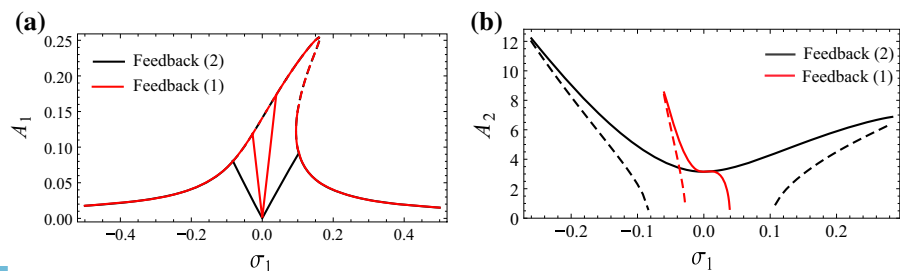 (a)
A₁
0.25
0.20
0.15
0.10
0.05
0.00
Feedback (2)
Feedback (1)
−0.4 −0.2 0.0 0.2 0.4
σ₁
(b)
A₂
12
10
8
6
4
2
0
Feedback (2)
Feedback (1)
−0.2 −0.1 0.0 0.1 0.2
σ₁